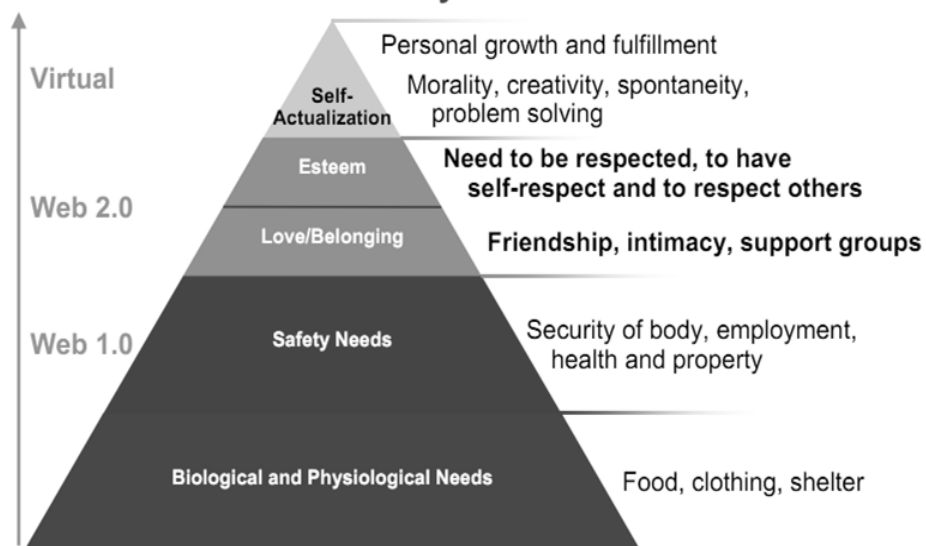 Personal growth and fulfillment
Virtual
Morality, creativity, spontaneity,
problem solving
Self-
Actualization
Need to be respected, to have
self-respect and to respect others
Esteem
Web 2.0
Love/Belonging
Friendship, intimacy, support groups
Web 1.0
Safety Needs
Security of body, employment,
health and property
Biological and Physiological Needs
Food, clothing, shelter